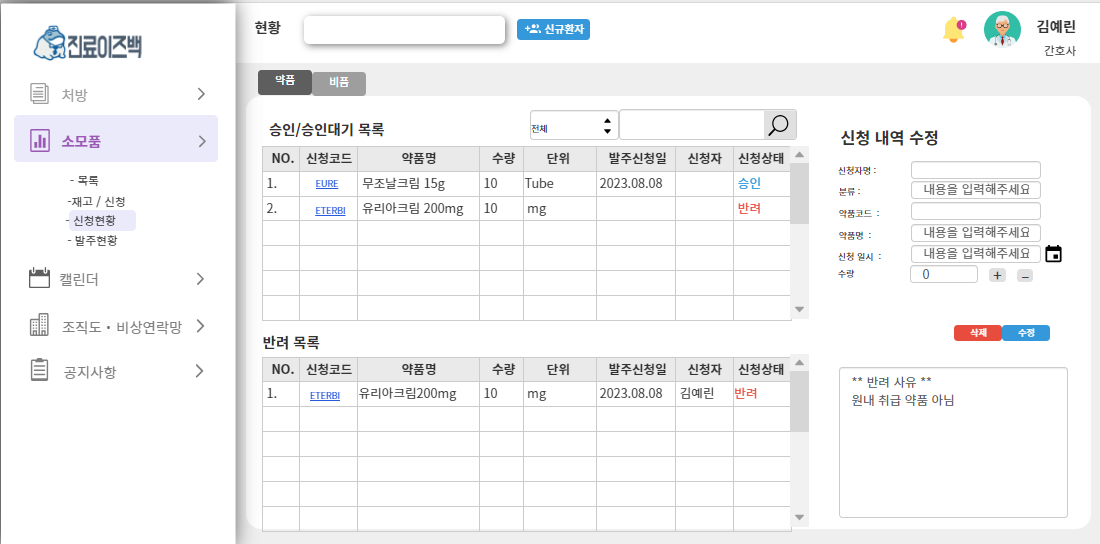 진료이즈백
처방
소모품
- 목록
-재고 / 신청
- 신청현황
- 발주현황
캘린더
조직도・비상연락망
공지사항
현황
신규환자
!
김예린
간호사
약품
비품
승인/승인대기 목록
전체
NO. 신청코드 약품명 수량 단위 발주신청일 신청자 신청상태
1. EURE 무조날크림 15g 10 Tube 2023.08.08 승인
2. ETERBI 유리아크림 200mg 10 mg 반려
반려 목록
NO. 신청코드 약품명 수량 단위 발주신청일 신청자 신청상태
1. ETERBI 유리아크림200mg 10 mg 2023.08.08 김예린 반려
신청 내역 수정
신청자명 :
분류 : 내용을 입력해주세요
약품코드 :
약품명 : 내용을 입력해주세요
신청 일시 : 내용을 입력해주세요
수량 0 + -
삭제 수정
** 반려 사유 **
원내 취급 약품 아님